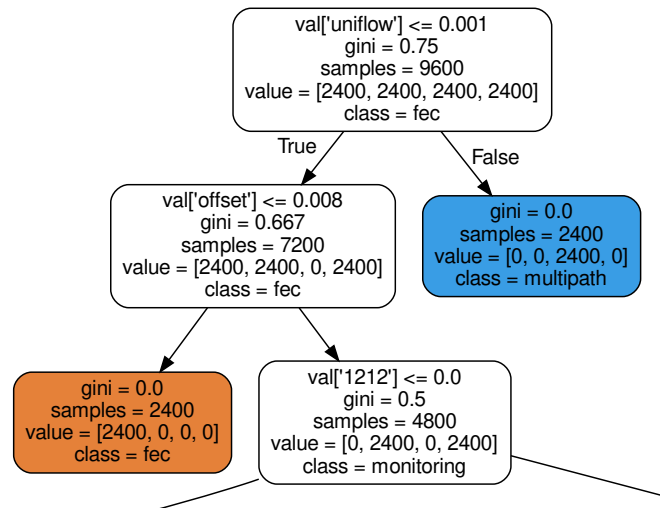 val['uniflow'] <= 0.001
gini = 0.75
samples = 9600
value = [2400, 2400, 2400, 2400]
class = fec
True
False
val['offset'] <= 0.008
gini = 0.667
samples = 7200
value = [2400, 2400, 0, 2400]
class = fec
gini = 0.0
samples = 2400
value = [0, 0, 2400, 0]
class = multipath
gini = 0.0
samples = 2400
value = [2400, 0, 0, 0]
class = fec
val['1212'] <= 0.0
gini = 0.5
samples = 4800
value = [0, 2400, 0, 2400]
class = monitoring